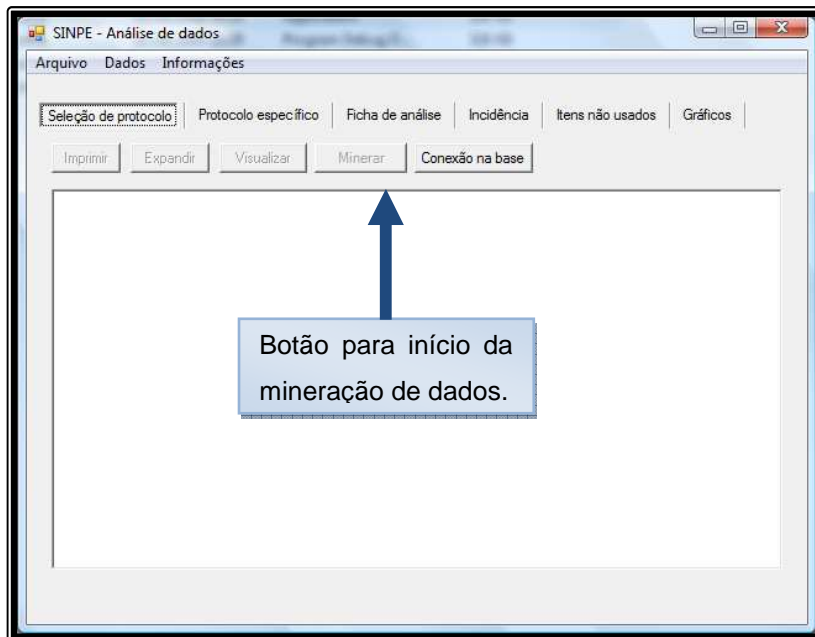 SINPE - Análise de dados
Arquivo Dados Informações
Seleção de protocolo Protocolo específico Ficha de análise Incidência Itens não usados Gráficos
Imprimir Expandir Visualizar Minerar Conexão na base
Botão para início da
mineração de dados.